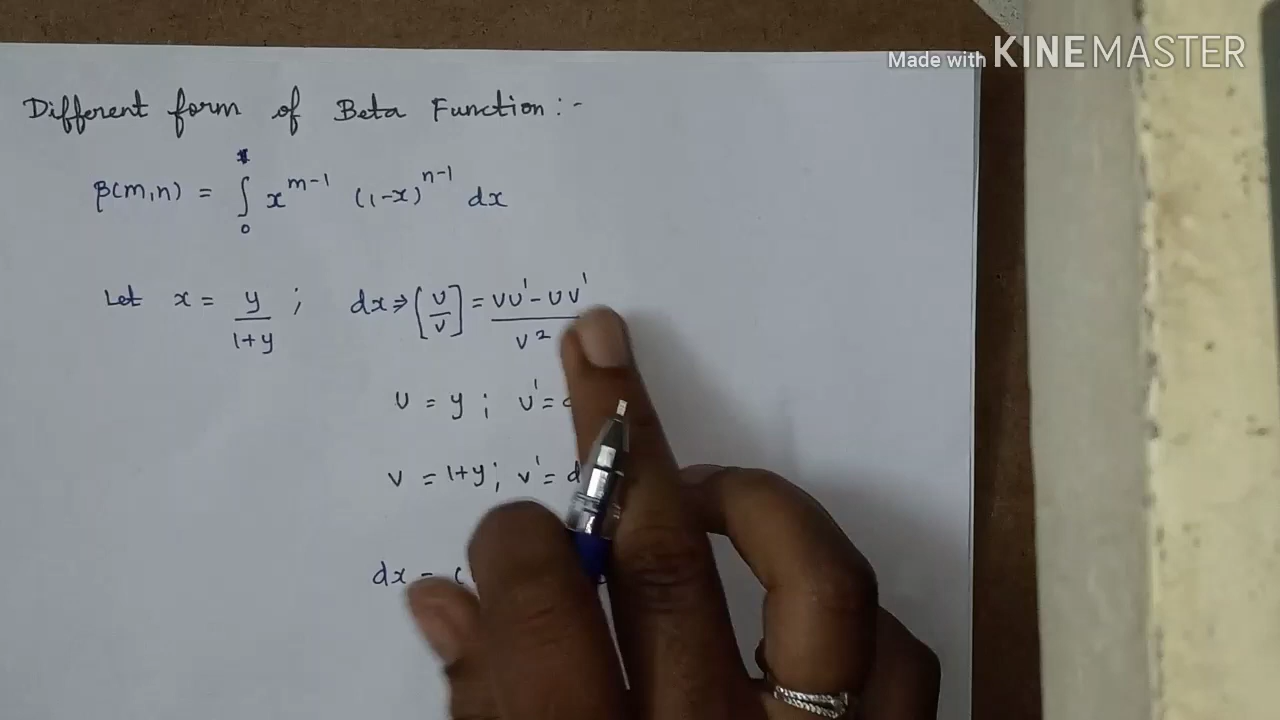 Made with KINEMASTER
Different form of Beta Function :-
β(m,n) = ∫₀ x^(m-1) (1-x)^(n-1) dx
Let x = y/(1+y) ; dx ⇒ [u/v] = (vu' - uv')/v²
u = y ; u' =
v = 1+y ; v' = d
dx = (